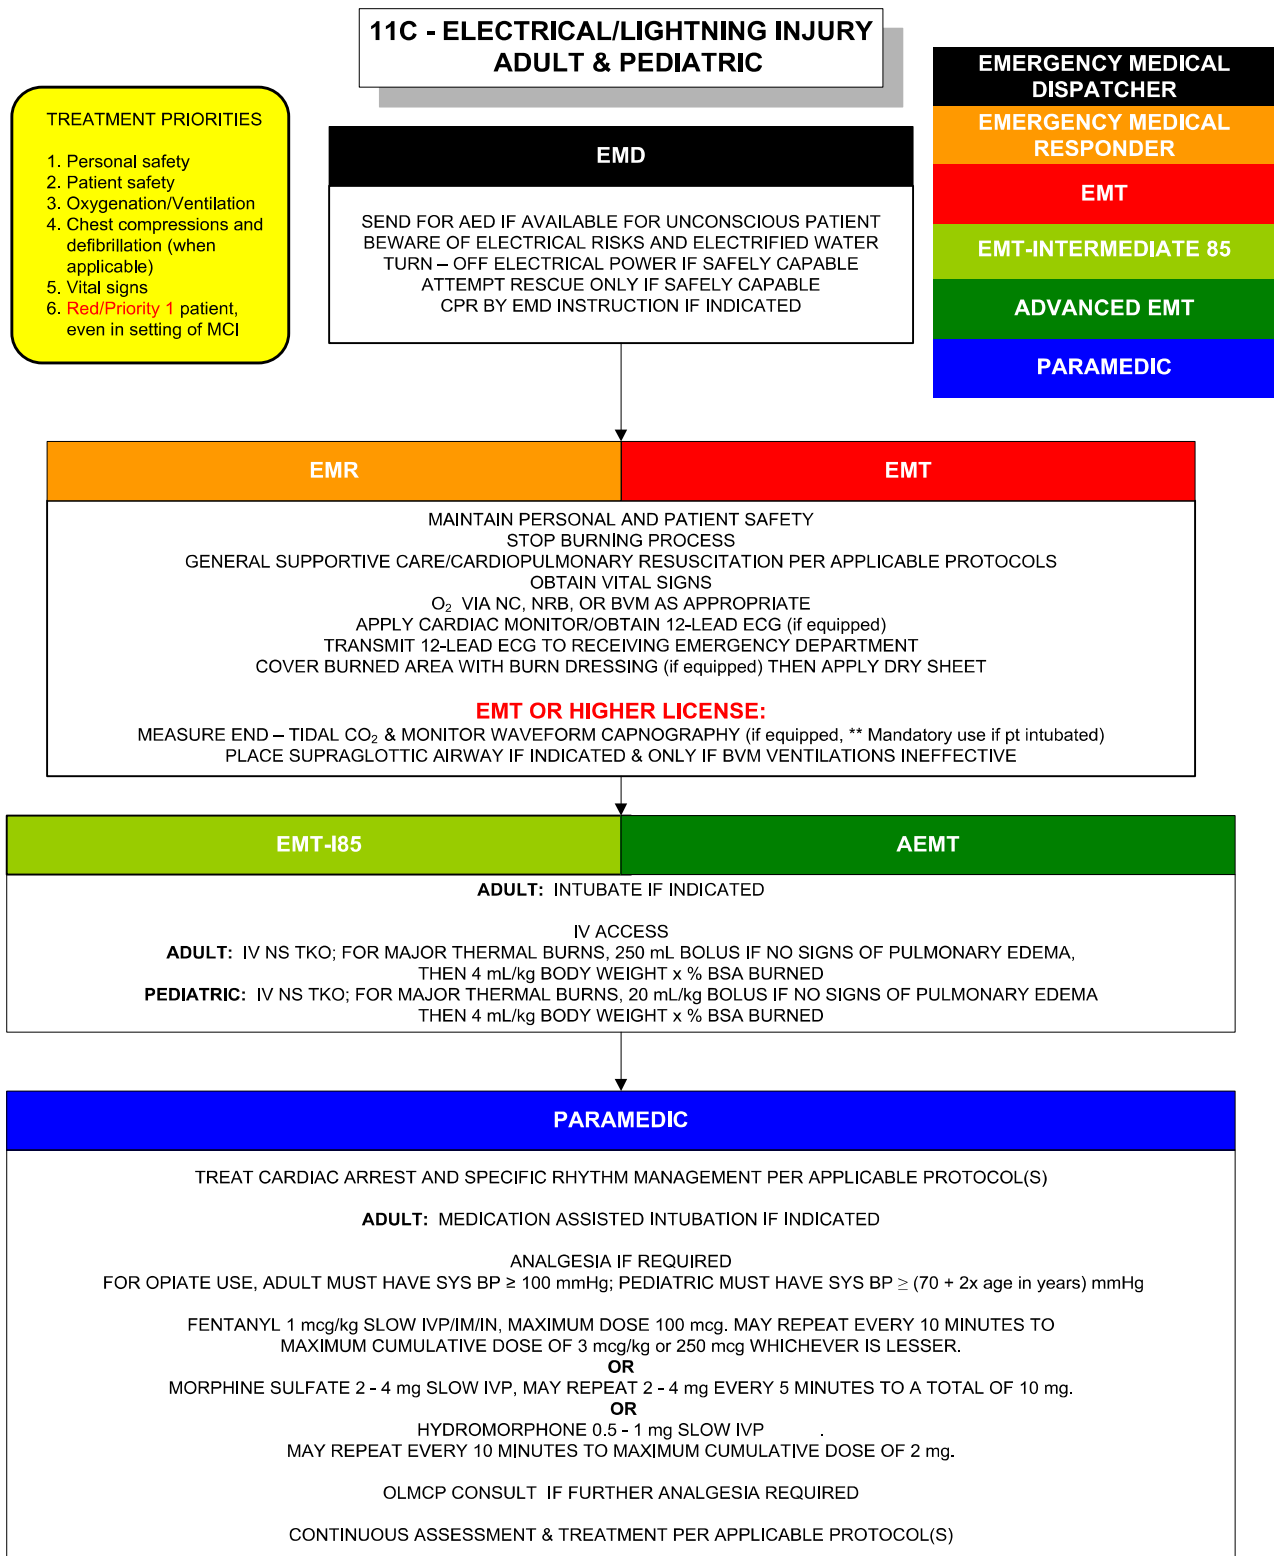 11C - ELECTRICAL/LIGHTNING INJURY
ADULT & PEDIATRIC
EMERGENCY MEDICAL
DISPATCHER
EMERGENCY MEDICAL
RESPONDER
EMT
EMT-INTERMEDIATE 85
ADVANCED EMT
PARAMEDIC
TREATMENT PRIORITIES
1. Personal safety
2. Patient safety
3. Oxygenation/Ventilation
4. Chest compressions and
defibrillation (when
applicable)
5. Vital signs
6. Red/Priority 1 patient,
even in setting of MCI
EMD
SEND FOR AED IF AVAILABLE FOR UNCONSCIOUS PATIENT
BEWARE OF ELECTRICAL RISKS AND ELECTRIFIED WATER
TURN – OFF ELECTRICAL POWER IF SAFELY CAPABLE
ATTEMPT RESCUE ONLY IF SAFELY CAPABLE
CPR BY EMD INSTRUCTION IF INDICATED
EMR
EMT
MAINTAIN PERSONAL AND PATIENT SAFETY
STOP BURNING PROCESS
GENERAL SUPPORTIVE CARE/CARDIOPULMONARY RESUSCITATION PER APPLICABLE PROTOCOLS
OBTAIN VITAL SIGNS
O₂ VIA NC, NRB, OR BVM AS APPROPRIATE
APPLY CARDIAC MONITOR/OBTAIN 12-LEAD ECG (if equipped)
TRANSMIT 12-LEAD ECG TO RECEIVING EMERGENCY DEPARTMENT
COVER BURNED AREA WITH BURN DRESSING (if equipped) THEN APPLY DRY SHEET
EMT OR HIGHER LICENSE:
MEASURE END – TIDAL CO₂ & MONITOR WAVEFORM CAPNOGRAPHY (if equipped, ** Mandatory use if pt intubated)
PLACE SUPRAGLOTTIC AIRWAY IF INDICATED & ONLY IF BVM VENTILATIONS INEFFECTIVE
EMT-I85
AEMT
ADULT: INTUBATE IF INDICATED
IV ACCESS
ADULT: IV NS TKO; FOR MAJOR THERMAL BURNS, 250 mL BOLUS IF NO SIGNS OF PULMONARY EDEMA,
THEN 4 mL/kg BODY WEIGHT x % BSA BURNED
PEDIATRIC: IV NS TKO; FOR MAJOR THERMAL BURNS, 20 mL/kg BOLUS IF NO SIGNS OF PULMONARY EDEMA
THEN 4 mL/kg BODY WEIGHT x % BSA BURNED
PARAMEDIC
TREAT CARDIAC ARREST AND SPECIFIC RHYTHM MANAGEMENT PER APPLICABLE PROTOCOL(S)
ADULT: MEDICATION ASSISTED INTUBATION IF INDICATED
ANALGESIA IF REQUIRED
FOR OPIATE USE, ADULT MUST HAVE SYS BP ≥ 100 mmHg; PEDIATRIC MUST HAVE SYS BP ≥ (70 + 2x age in years) mmHg
FENTANYL 1 mcg/kg SLOW IVP/IM/IN, MAXIMUM DOSE 100 mcg. MAY REPEAT EVERY 10 MINUTES TO
MAXIMUM CUMULATIVE DOSE OF 3 mcg/kg or 250 mcg WHICHEVER IS LESSER.
OR
MORPHINE SULFATE 2 - 4 mg SLOW IVP, MAY REPEAT 2 - 4 mg EVERY 5 MINUTES TO A TOTAL OF 10 mg.
OR
HYDROMORPHONE 0.5 - 1 mg SLOW IVP .
MAY REPEAT EVERY 10 MINUTES TO MAXIMUM CUMULATIVE DOSE OF 2 mg.
OLMCP CONSULT IF FURTHER ANALGESIA REQUIRED
CONTINUOUS ASSESSMENT & TREATMENT PER APPLICABLE PROTOCOL(S)